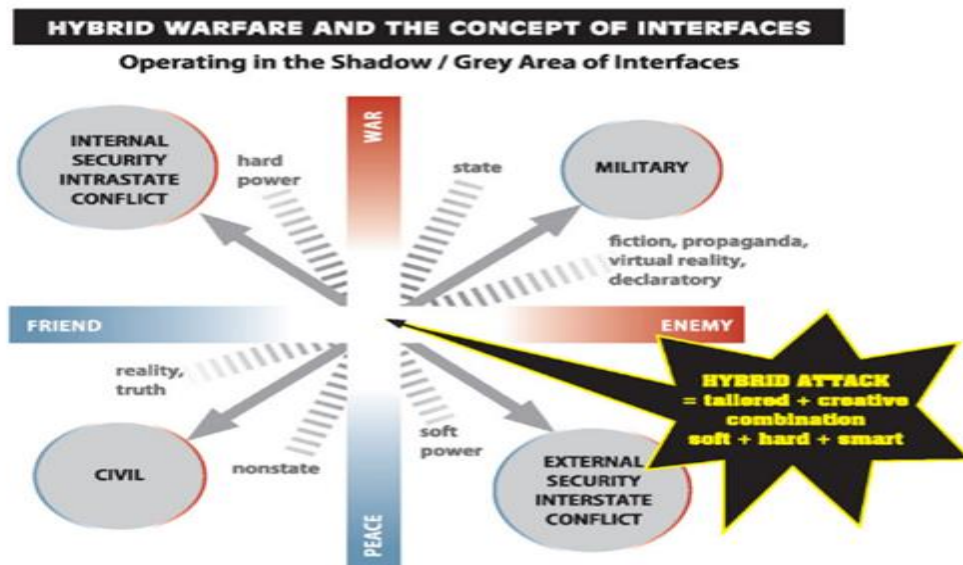 HYBRID WARFARE AND THE CONCEPT OF INTERFACES
Operating in the Shadow / Grey Area of Interfaces
INTERNAL
SECURITY
INTRASTATE
CONFLICT
hard
power
WAR
state
MILITARY
fiction, propaganda,
virtual reality,
declaratory
FRIEND
ENEMY
reality,
truth
HYBRID ATTACK
= tailored + creative
combination
soft + hard + smart
CIVIL
nonstate
PEACE
soft
power
EXTERNAL
SECURITY
INTERSTATE
CONFLICT